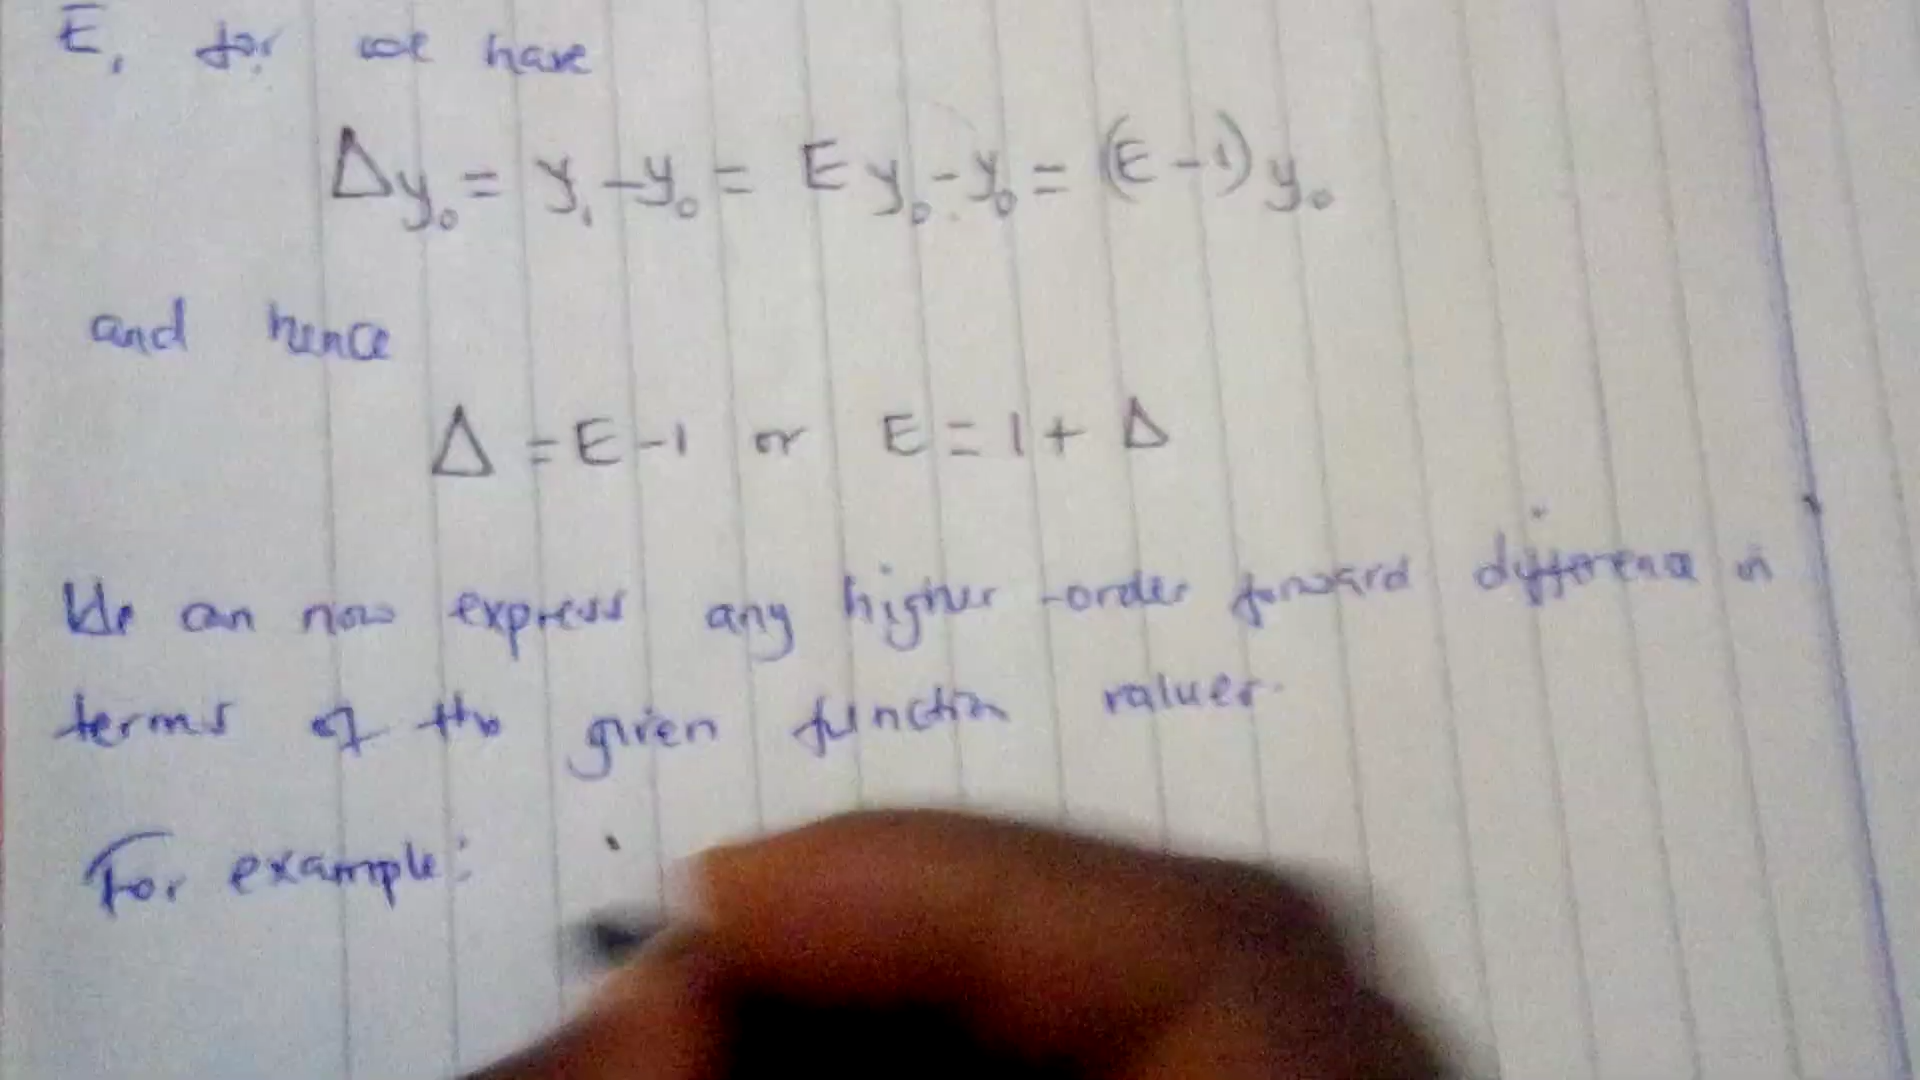 E, for we have
Δy₀ = y₁ - y₀ = Ey₀ - y₀ = (E - 1)y₀
and hence
Δ = E - 1 or E = 1 + Δ
We can now express any higher-order forward difference in
terms of the given function values.
For example: